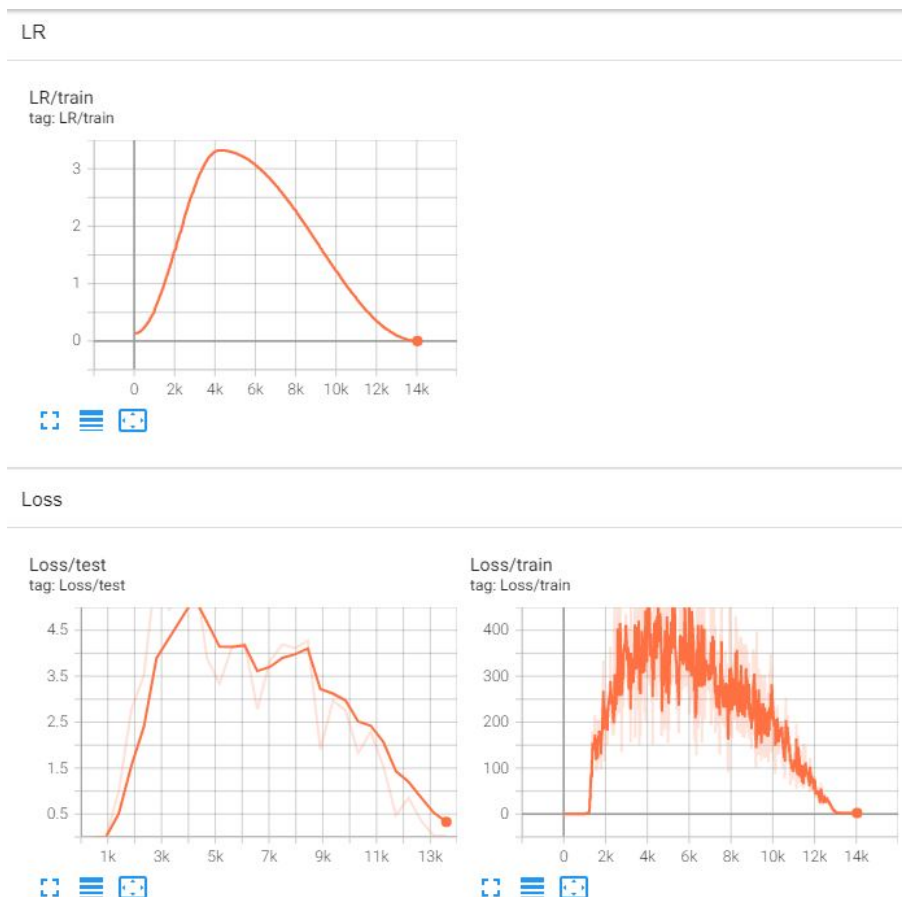 LR
LR/train
tag: LR/train
3
2
1
0
0 2k 4k 6k 8k 10k 12k 14k
Loss
Loss/test
tag: Loss/test
4.5
3.5
2.5
1.5
0.5
1k 3k 5k 7k 9k 11k 13k
Loss/train
tag: Loss/train
400
300
200
100
0
0 2k 4k 6k 8k 10k 12k 14k